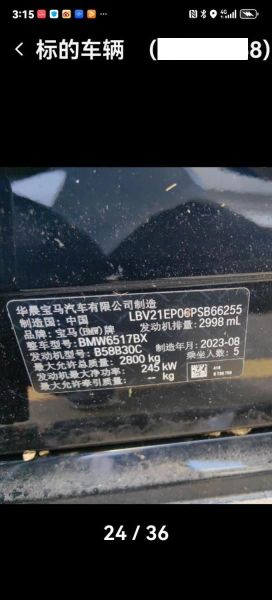 3:15
标的车辆 (8)
华晨宝马汽车有限公司制造
制造国：中国 LBV21EP06PSB66255
品牌：宝马(BMW)牌 发动机排量：2998 mL
整车型号：BMW6517BX
发动机型号：B58B30C 制造年月：2023-08
最大允许总质量：2800 kg 乘坐人数：5
发动机最大净功率：245 kW
最大允许牵引质量：-- kg
24 / 36